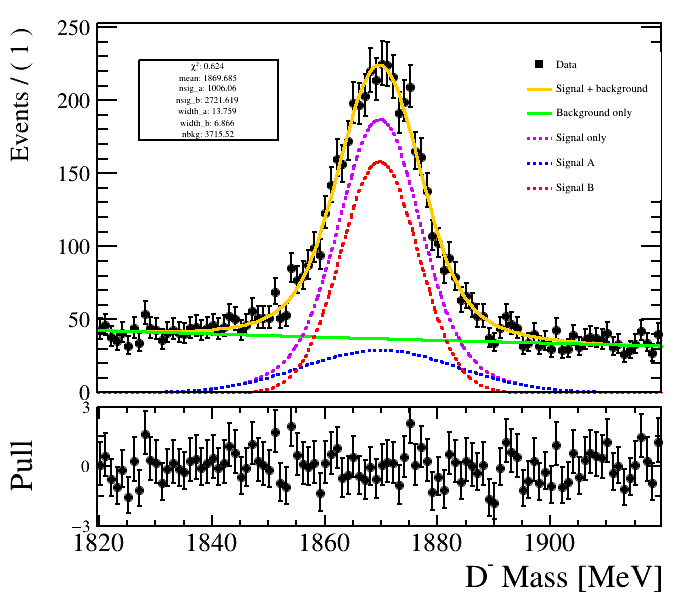 250
200
150
100
50
0
Events / ( 1 )
χ²: 0.624
mean: 1869.685
nsig_a: 1006.06
nsig_b: 2721.619
width_a: 13.759
width_b: 6.866
nbkg: 3715.52
Data
Signal + background
Background only
Signal only
Signal A
Signal B
3
0
−3
Pull
1820 1840 1860 1880 1900
D⁻ Mass [MeV]